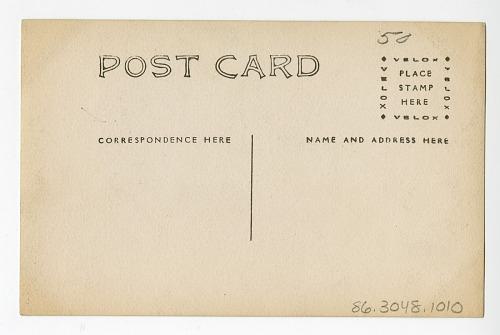 50
POST CARD
VELOX
VELOX
PLACE
STAMP
HERE
VELOX
VELOX
CORRESPONDENCE HERE
NAME AND ADDRESS HERE
86.3048.1010